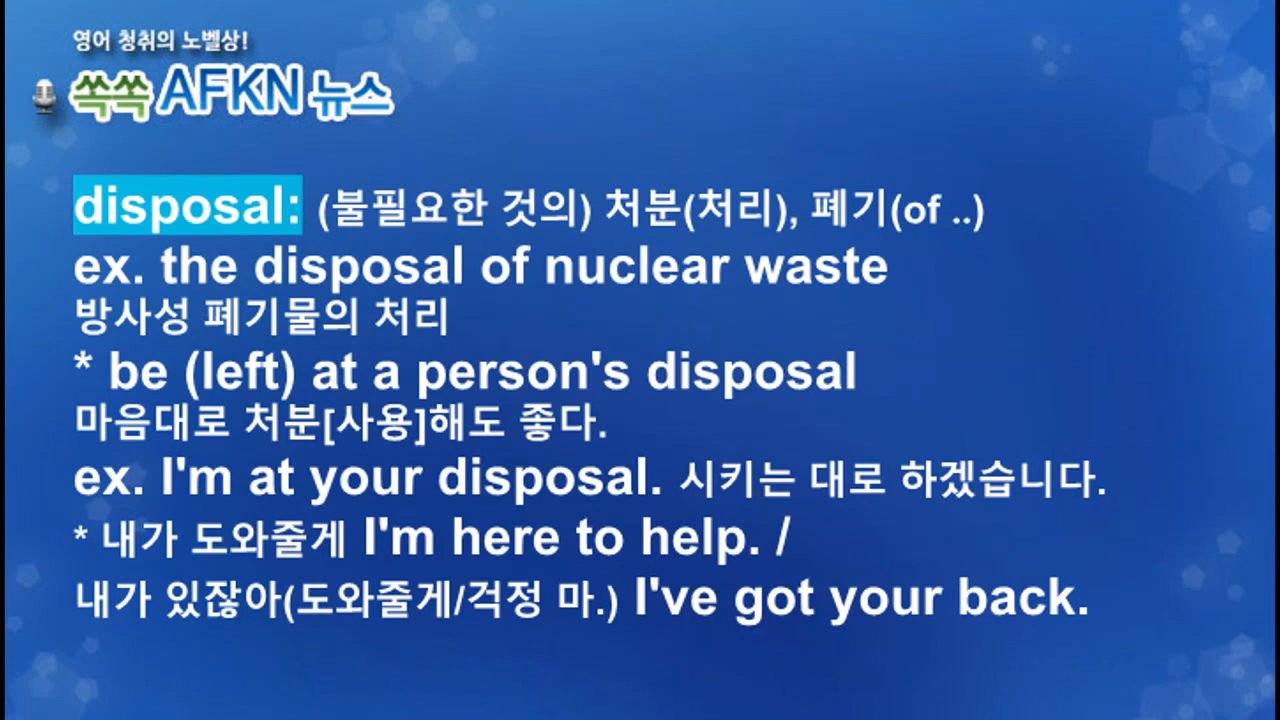 영어 청취의 노벨상!
쏙쏙 AFKN 뉴스
disposal: (불필요한 것의) 처분(처리), 폐기(of ..)
ex. the disposal of nuclear waste
방사성 폐기물의 처리
* be (left) at a person's disposal
마음대로 처분[사용]해도 좋다.
ex. I'm at your disposal. 시키는 대로 하겠습니다.
* 내가 도와줄게 I'm here to help. /
내가 있잖아(도와줄게/걱정 마.) I've got your back.